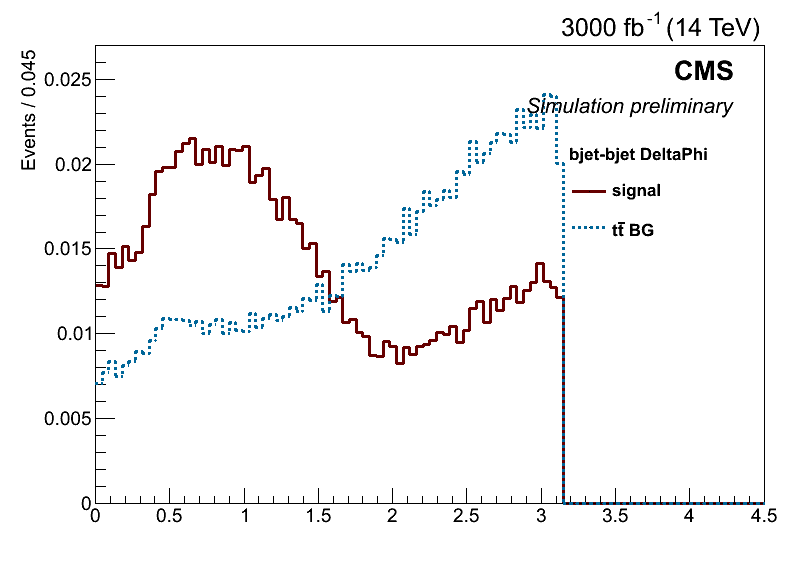 3000 fb-1 (14 TeV)
Events / 0.045
CMS
Simulation preliminary
bjet-bjet DeltaPhi
signal
tt̄ BG
0.025
0.02
0.015
0.01
0.005
0
0 0.5 1 1.5 2 2.5 3 3.5 4 4.5